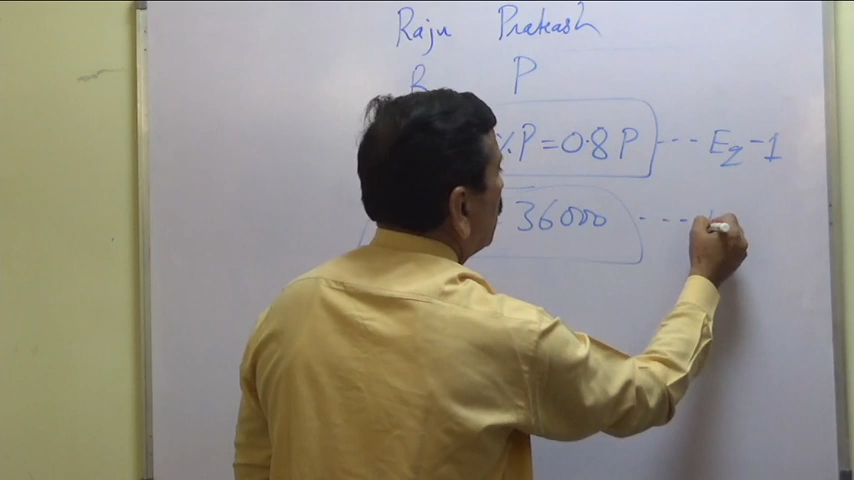 Raju Prakash
R P
% P = 0.8 P --- Eq-1
36000 ----